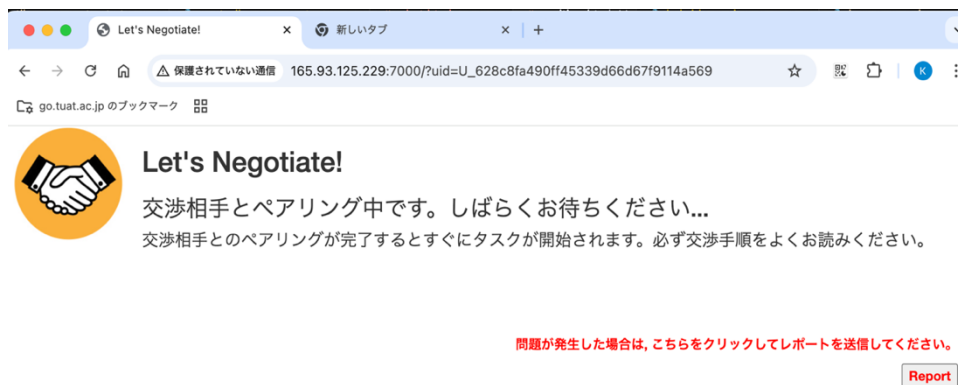 Let's Negotiate!
新しいタブ
保護されていない通信 165.93.125.229:7000/?uid=U_628c8fa490ff45339d66d67f9114a569
K
go.tuat.ac.jp のブックマーク
Let's Negotiate!
交渉相手とペアリング中です。しばらくお待ちください...
交渉相手とのペアリングが完了するとすぐにタスクが開始されます。必ず交渉手順をよくお読みください。
問題が発生した場合は, こちらをクリックしてレポートを送信してください。
Report